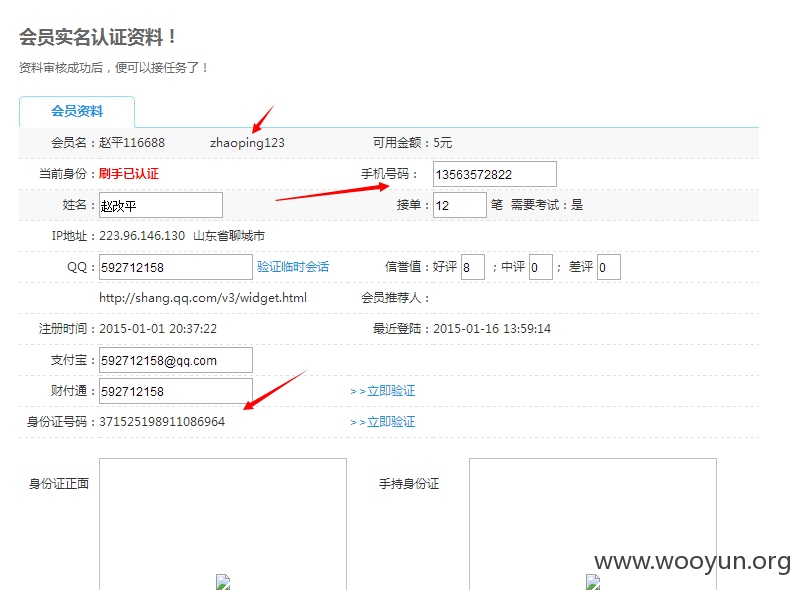 会员实名认证资料！
资料审核成功后，便可以接任务了！
会员资料
会员名：赵平116688 zhaoping123 可用金额：5元
当前身份：刷手已认证 手机号码： 13563572822
姓名：赵改平 接单：12 笔 需要考试：是
IP地址：223.96.146.130 山东省聊城市
QQ：592712158 验证临时会话 信誉值：好评 8 ；中评 0 ； 差评 0
http://shang.qq.com/v3/widget.html 会员推荐人：
注册时间：2015-01-01 20:37:22 最近登陆：2015-01-16 13:59:14
支付宝：592712158@qq.com
财付通：592712158 >>立即验证
身份证号码：371525198911086964 >>立即验证
身份证正面 手持身份证
www.wooyun.org